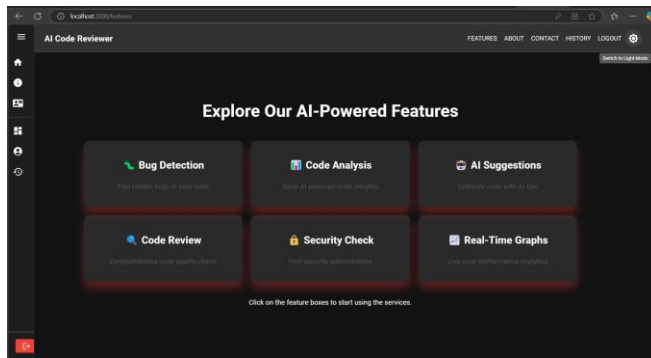 localhost:3000/features
AI Code Reviewer
FEATURES ABOUT CONTACT HISTORY LOGOUT
Switch to Light Mode
Explore Our AI-Powered Features
Bug Detection
Find hidden bugs in your code
Code Analysis
Deep AI-powered code insights
AI Suggestions
Optimize code with AI tips
Code Review
Comprehensive code quality check
Security Check
Find security vulnerabilities
Real-Time Graphs
Live code performance analytics
Click on the feature boxes to start using the services.